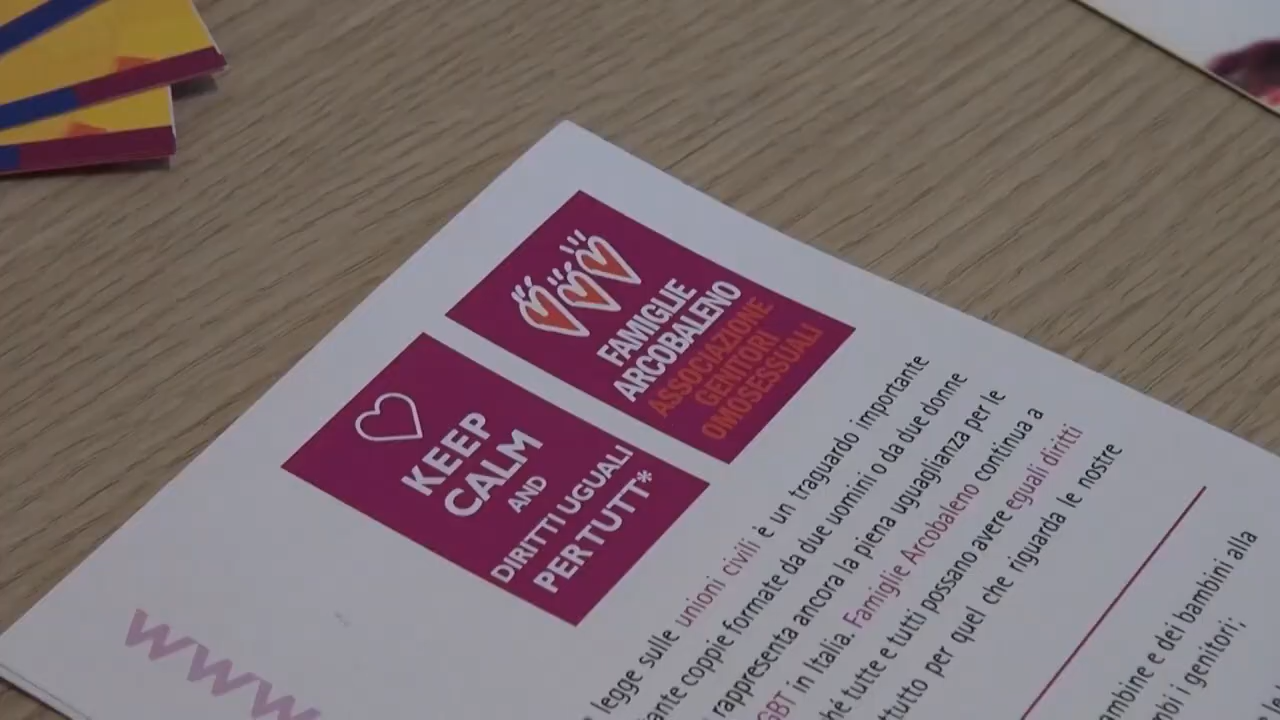 FAMIGLIE
ARCOBALENO
ASSOCIAZIONE
GENITORI
OMOSESSUALI
KEEP
CALM
AND
DIRITTI UGUALI
PER TUTT*
legge sulle unioni civili è un traguardo importante
coppie formate da due uomini o da due donne
rappresenta ancora la piena uguaglianza per le
in Italia. Famiglie Arcobaleno continua a
tutte e tutti possano avere eguali diritti
per quel che riguarda le nostre
e dei bambini alla
i genitori;
www.